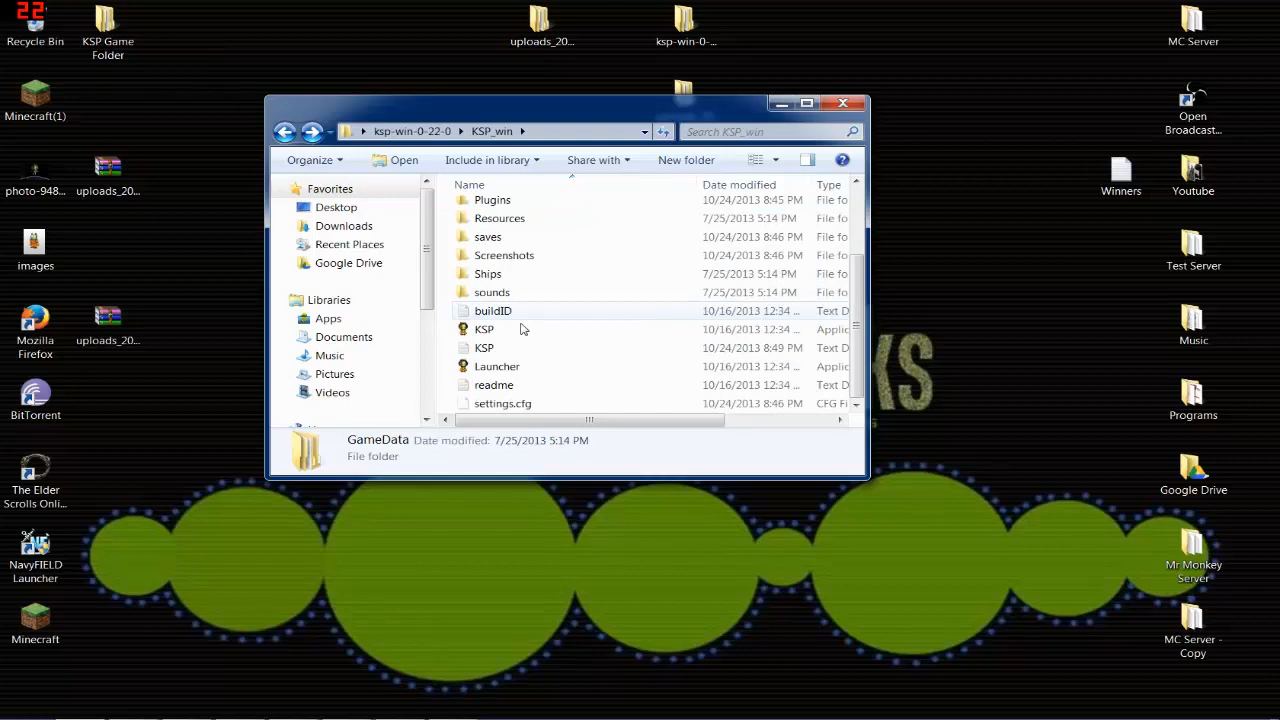 22
Recycle Bin
KSP Game
Folder
uploads_20...
ksp-win-0-...
MC Server
Minecraft(1)
Open
Broadcast...
photo-948...
uploads_20...
Winners
Youtube
images
Test Server
Mozilla
Firefox
uploads_20...
Music
BitTorrent
Programs
The Elder
Scrolls Onli...
Google Drive
NavyFIELD
Launcher
Mr Monkey
Server
Minecraft
MC Server -
Copy
KS
ksp-win-0-22-0 KSP_win
Search KSP_win
Organize Open Include in library Share with New folder
Favorites
Desktop
Downloads
Recent Places
Google Drive
Libraries
Apps
Documents
Music
Pictures
Videos
Name Date modified Type
Plugins 10/24/2013 8:45 PM File fo
Resources 7/25/2013 5:14 PM File fo
saves 10/24/2013 8:46 PM File fo
Screenshots 10/24/2013 8:46 PM File fo
Ships 7/25/2013 5:14 PM File fo
sounds 7/25/2013 5:14 PM File fo
buildID 10/16/2013 12:34 ... Text D
KSP 10/16/2013 12:34 ... Applic
KSP 10/24/2013 8:49 PM Text D
Launcher 10/16/2013 12:34 ... Applic
readme 10/16/2013 12:34 ... Text D
settings.cfg 10/24/2013 8:46 PM CFG Fi
GameData Date modified: 7/25/2013 5:14 PM
File folder